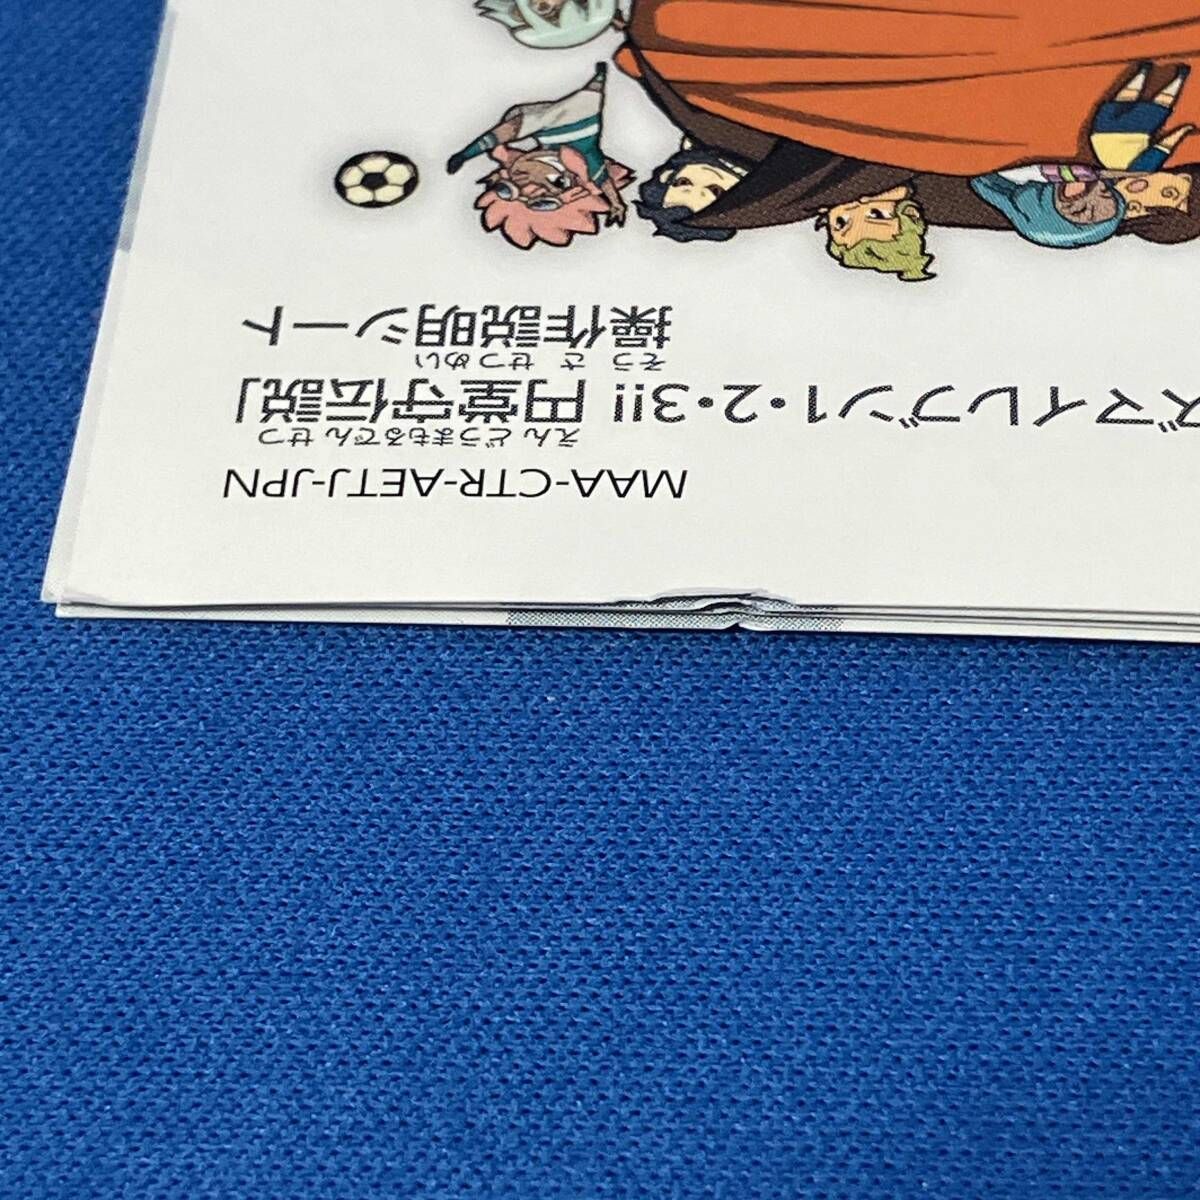 MAA-CTR-AETJ-JPN
えんどうまもるでんせつ
ズマイレブン1・2・3!! 円堂守伝説」
そうさせつめい
操作説明シート